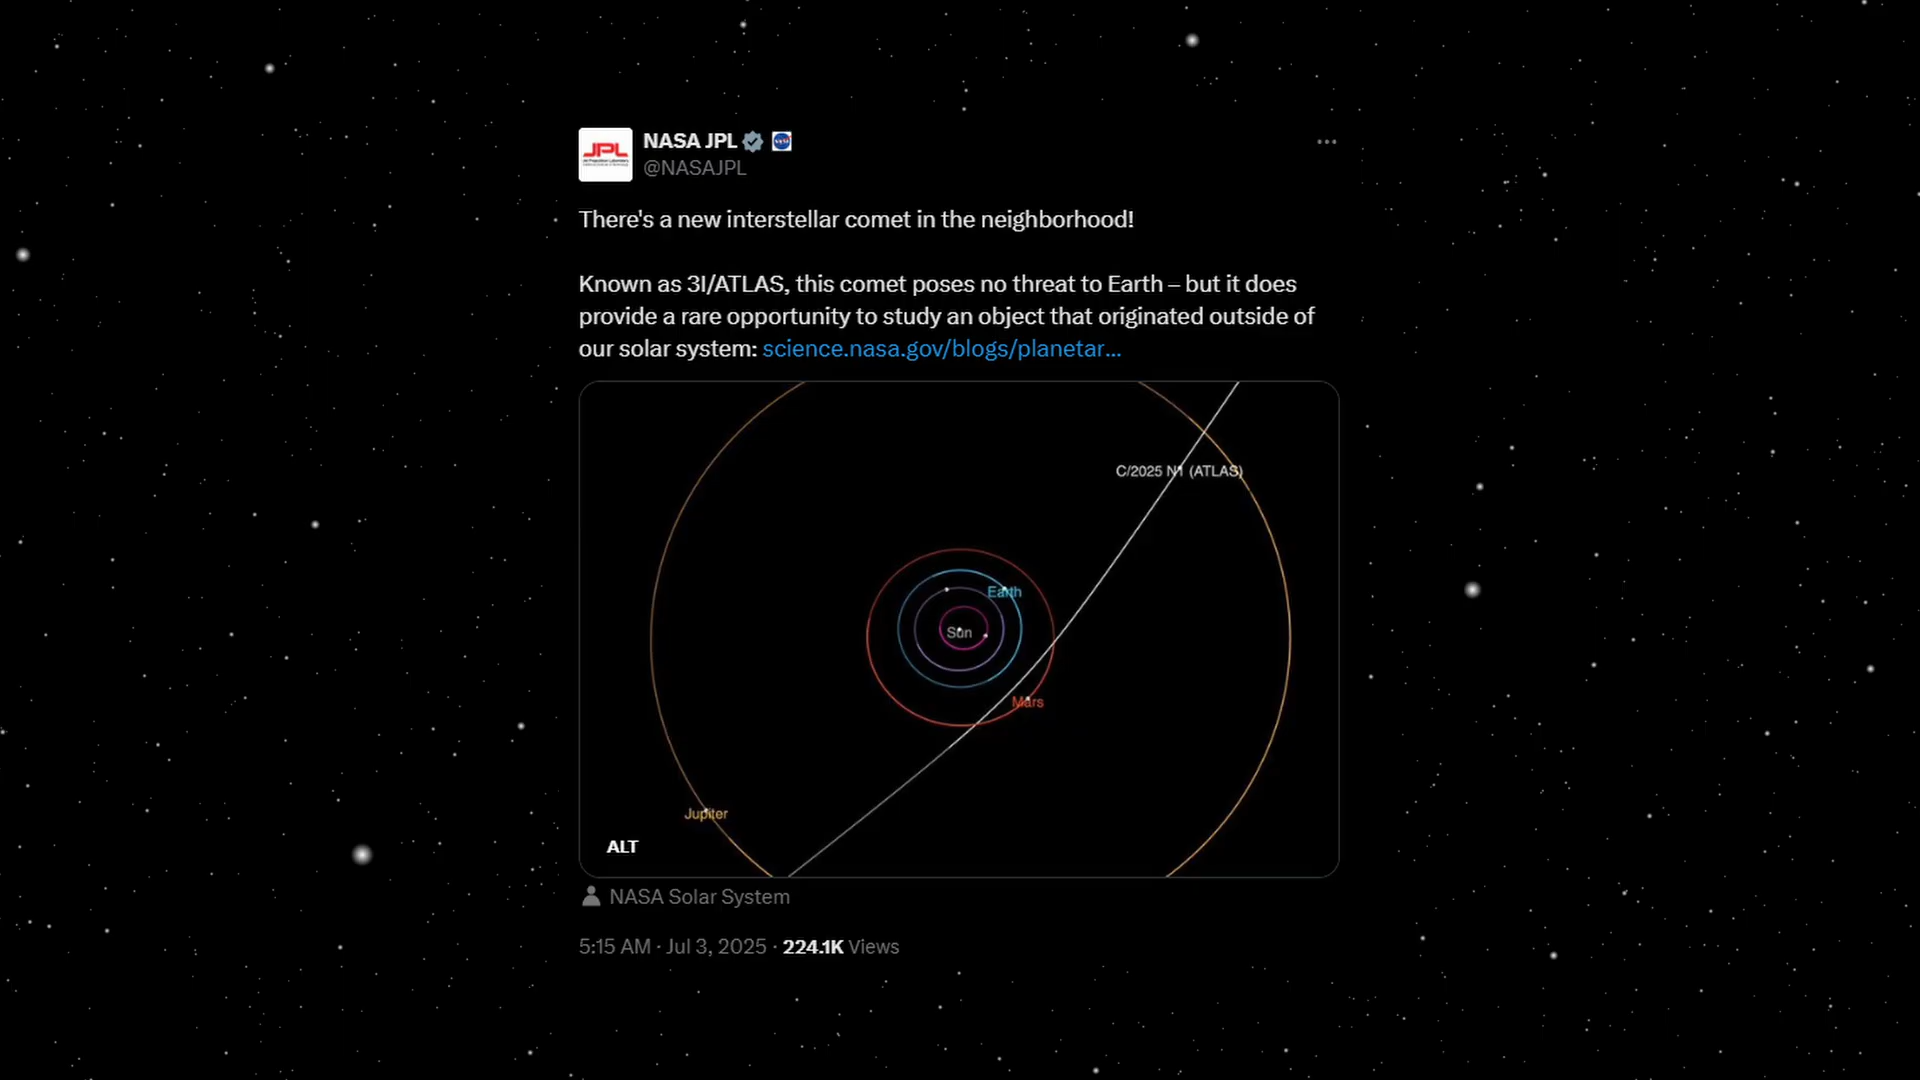 JPL
NASA JPL
@NASAJPL
There's a new interstellar comet in the neighborhood!
Known as 3I/ATLAS, this comet poses no threat to Earth – but it does
provide a rare opportunity to study an object that originated outside of
our solar system: science.nasa.gov/blogs/planetar...
C/2025 N1 (ATLAS)
Earth
Sun
Mars
Jupiter
ALT
NASA Solar System
5:15 AM · Jul 3, 2025 · 224.1K Views